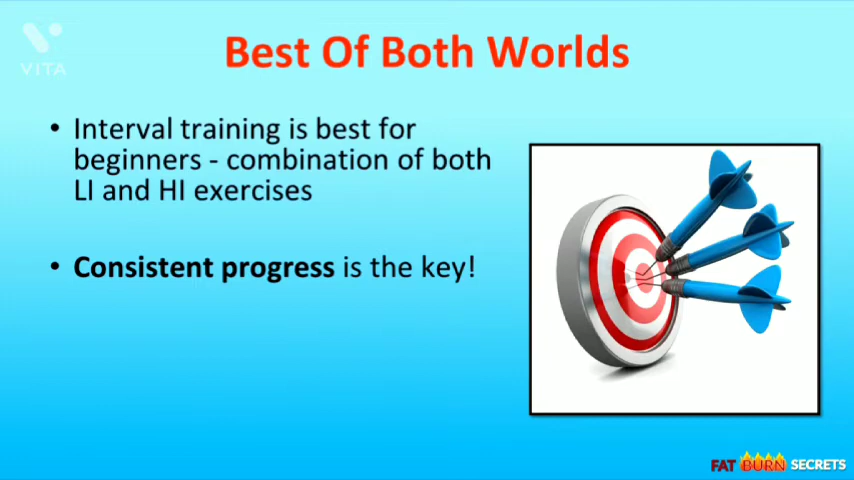 VITA
Best Of Both Worlds
• Interval training is best for
beginners - combination of both
LI and HI exercises
• Consistent progress is the key!
FAT BURN SECRETS